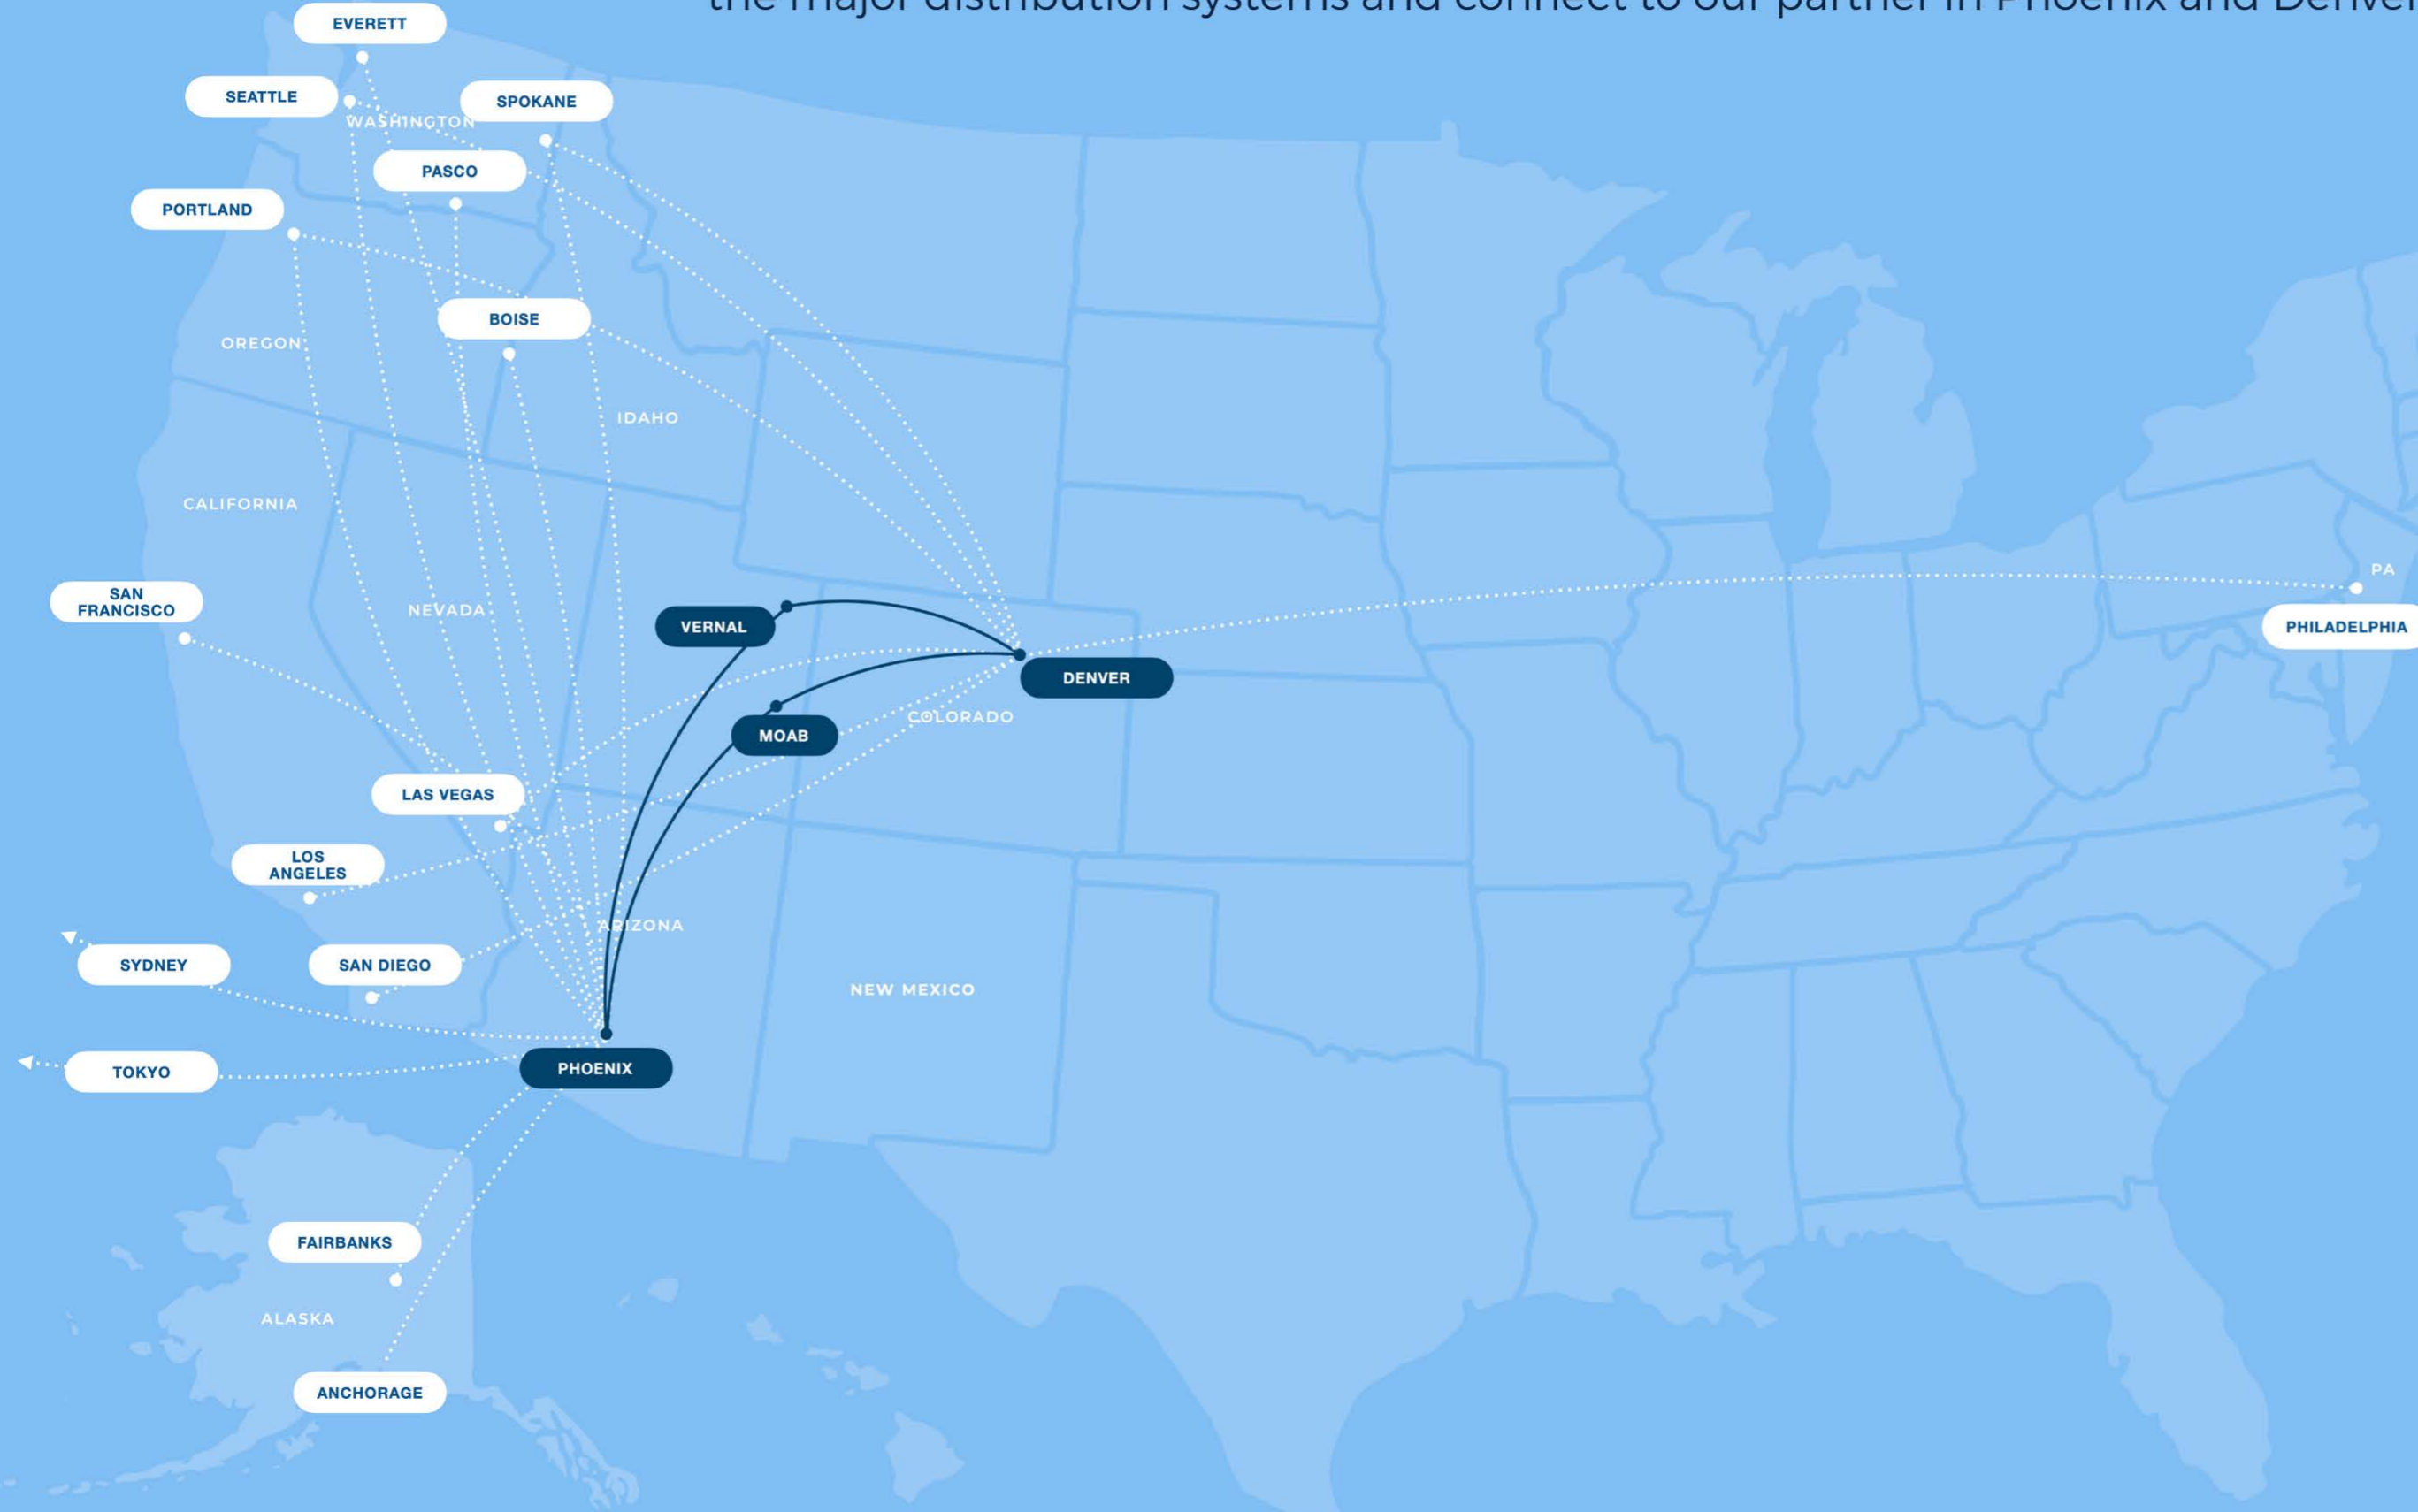 the major distribution systems and connect to our partner in Phoenix and Denver
EVERETT
SEATTLE
SPOKANE
WASHINGTON
PASCO
PORTLAND
BOISE
OREGON
IDAHO
CALIFORNIA
PA
SAN
FRANCISCO
NEVADA
VERNAL
PHILADELPHIA
DENVER
COLORADO
MOAB
LAS VEGAS
LOS
ANGELES
ARIZONA
SYDNEY
SAN DIEGO
NEW MEXICO
TOKYO
PHOENIX
FAIRBANKS
ALASKA
ANCHORAGE